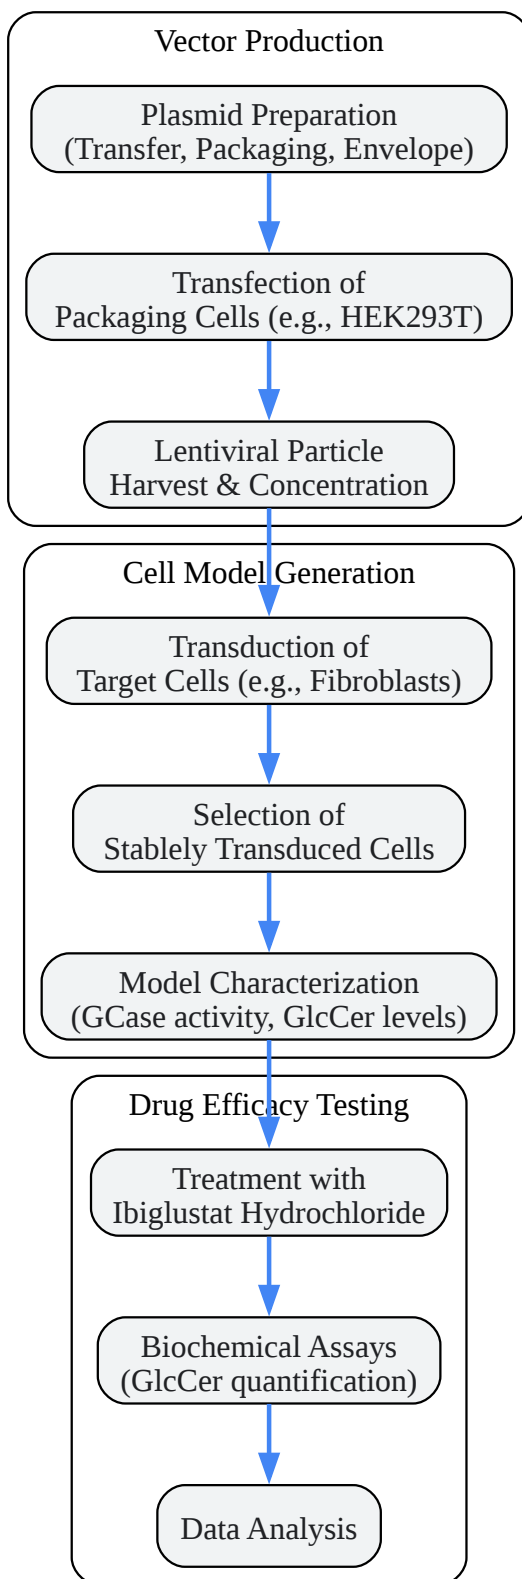 Vector Production
Plasmid Preparation
(Transfer, Packaging, Envelope)
Transfection of
Packaging Cells (e.g., HEK293T)
Lentiviral Particle
Harvest & Concentration
Cell Model Generation
Transduction of
Target Cells (e.g., Fibroblasts)
Selection of
Stablely Transduced Cells
Model Characterization
(GCase activity, GlcCer levels)
Drug Efficacy Testing
Treatment with
Ibiglustat Hydrochloride
Biochemical Assays
(GlcCer quantification)
Data Analysis